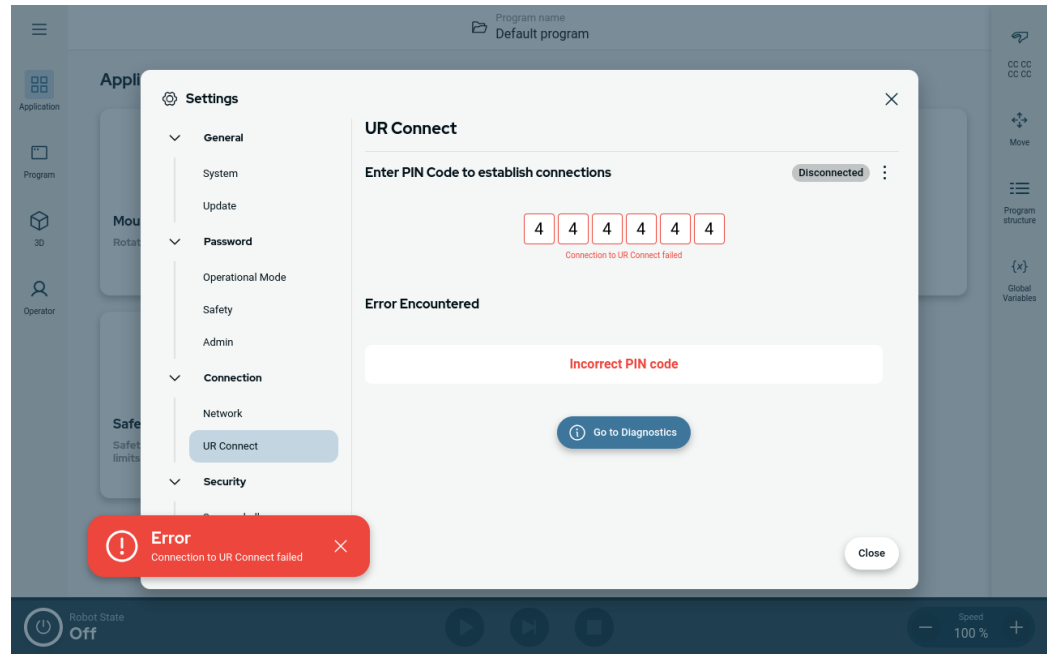 Program name
Default program
Application
Program
3D
Operator
Appli
Mou
Rotat
Safe
Safet
limits
Settings
General
System
Update
Password
Operational Mode
Safety
Admin
Connection
Network
UR Connect
Security
UR Connect
Enter PIN Code to establish connections
Disconnected
4 4 4 4 4 4
Connection to UR Connect failed
Error Encountered
Incorrect PIN code
Go to Diagnostics
Close
Error
Connection to UR Connect failed
CC CC
CC CC
Move
Program
structure
{x}
Global
Variables
Robot State
Off
Speed
100 %